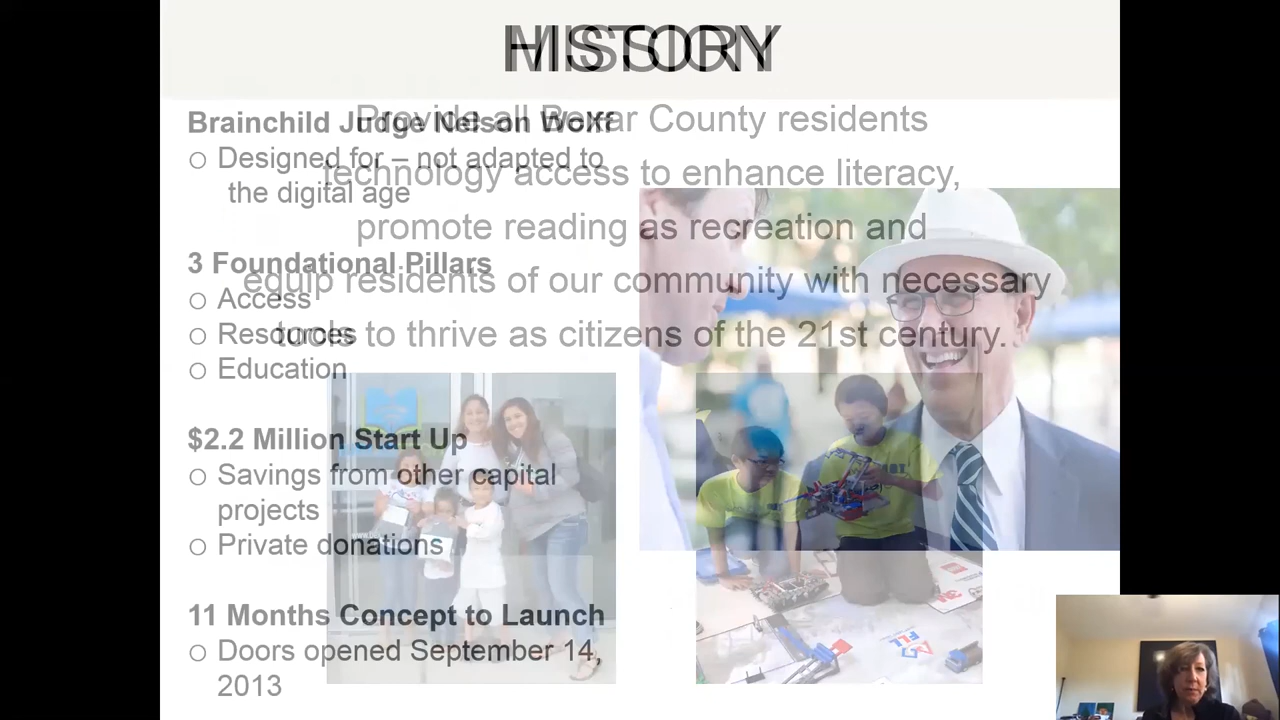 HISTORY
MISSION
Brainchild Judge Nelson Wolff
○ Designed for – not adapted to
the digital age
3 Foundational Pillars
○ Access
○ Resources
○ Education
$2.2 Million Start Up
○ Savings from other capital
projects
○ Private donations
11 Months Concept to Launch
○ Doors opened September 14,
2013
Provide all Bexar County residents
technology access to enhance literacy,
promote reading as recreation and
equip residents of our community with necessary
tools to thrive as citizens of the 21st century.
FLL